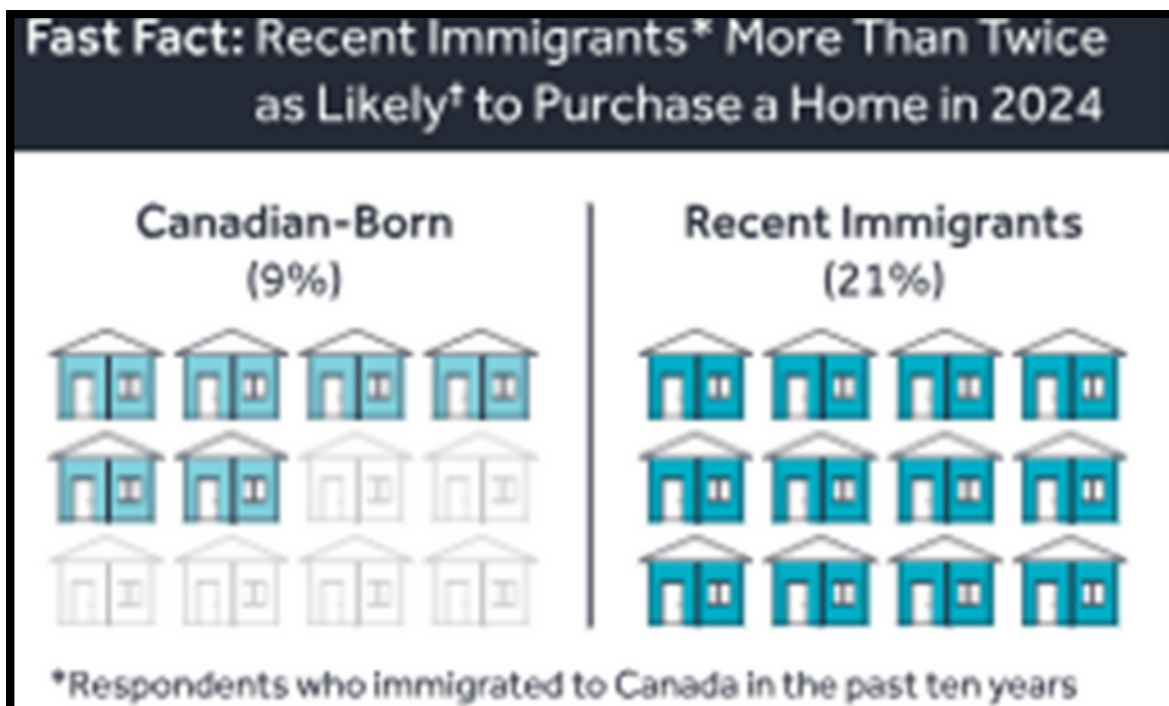 Fast Fact: Recent Immigrants* More Than Twice
as Likely† to Purchase a Home in 2024
Canadian-Born
(9%)
Recent Immigrants
(21%)
*Respondents who immigrated to Canada in the past ten years